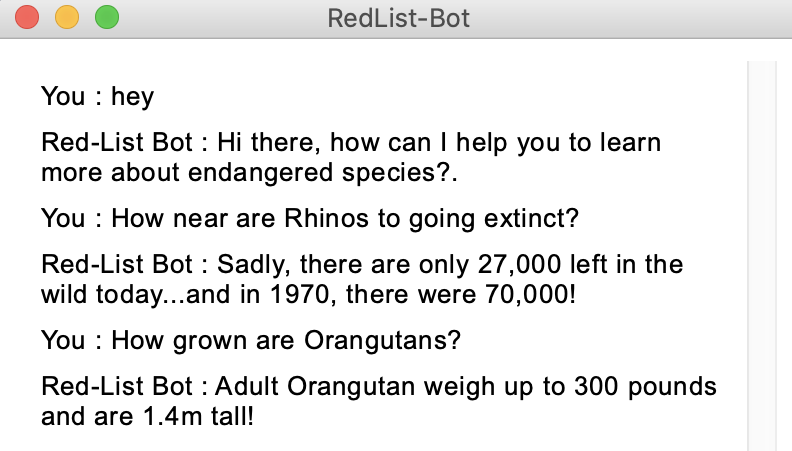 RedList-Bot
You : hey
Red-List Bot : Hi there, how can I help you to learn
more about endangered species?.
You : How near are Rhinos to going extinct?
Red-List Bot : Sadly, there are only 27,000 left in the
wild today...and in 1970, there were 70,000!
You : How grown are Orangutans?
Red-List Bot : Adult Orangutan weigh up to 300 pounds
and are 1.4m tall!